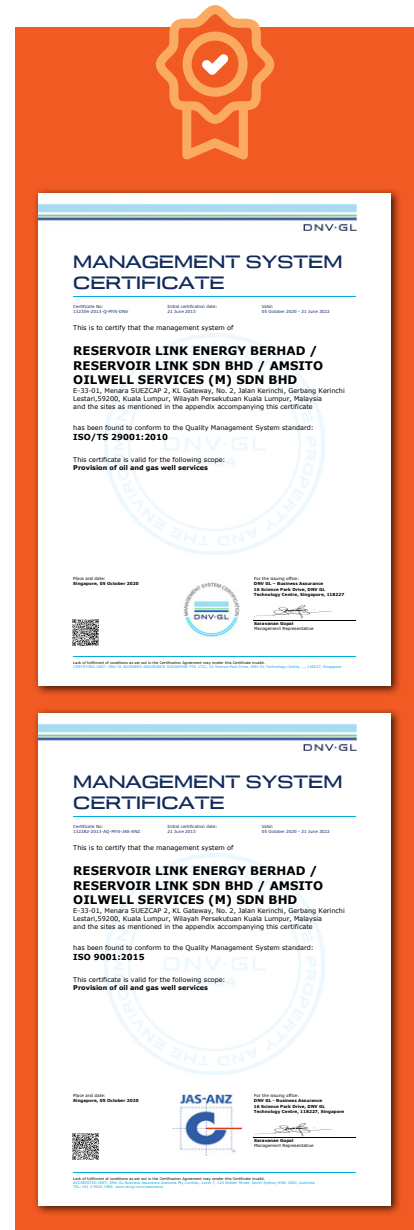 DNV·GL
MANAGEMENT SYSTEM
CERTIFICATE
Certificate No: Initial certification date: Valid:
112354-2013-Q-MYS-DNV 21 June 2013 05 October 2020 - 21 June 2022
This is to certify that the management system of
RESERVOIR LINK ENERGY BERHAD /
RESERVOIR LINK SDN BHD / AMSITO
OILWELL SERVICES (M) SDN BHD
E-33-01, Menara SUEZCAP 2, KL Gateway, No. 2, Jalan Kerinchi, Gerbang Kerinchi
Lestari,59200, Kuala Lumpur, Wilayah Persekutuan Kuala Lumpur, Malaysia
and the sites as mentioned in the appendix accompanying this certificate
has been found to conform to the Quality Management System standard:
ISO/TS 29001:2010
This certificate is valid for the following scope:
Provision of oil and gas well services
Place and date:
Singapore, 05 October 2020
MANAGEMENT SYSTEM CERTIFICATION
DNV·GL
For the issuing office:
DNV GL - Business Assurance
16 Science Park Drive, DNV GL
Technology Centre, Singapore, 118227
Saravanan Gopal
Management Representative
Lack of fulfilment of conditions as set out in the Certification Agreement may render this Certificate invalid.
DNV·GL
MANAGEMENT SYSTEM
CERTIFICATE
Certificate No: Initial certification date: Valid:
112282-2013-AQ-MYS-JAS-ANZ 21 June 2013 05 October 2020 - 21 June 2022
This is to certify that the management system of
RESERVOIR LINK ENERGY BERHAD /
RESERVOIR LINK SDN BHD / AMSITO
OILWELL SERVICES (M) SDN BHD
E-33-01, Menara SUEZCAP 2, KL Gateway, No. 2, Jalan Kerinchi, Gerbang Kerinchi
Lestari,59200, Kuala Lumpur, Wilayah Persekutuan Kuala Lumpur, Malaysia
and the sites as mentioned in the appendix accompanying this certificate
has been found to conform to the Quality Management System standard:
ISO 9001:2015
This certificate is valid for the following scope:
Provision of oil and gas well services
Place and date:
Singapore, 05 October 2020
JAS-ANZ
For the issuing office:
DNV GL - Business Assurance
16 Science Park Drive, DNV GL
Technology Centre, 118227, Singapore
Saravanan Gopal
Management Representative
Lack of fulfilment of conditions as set out in the Certification Agreement may render this Certificate invalid.